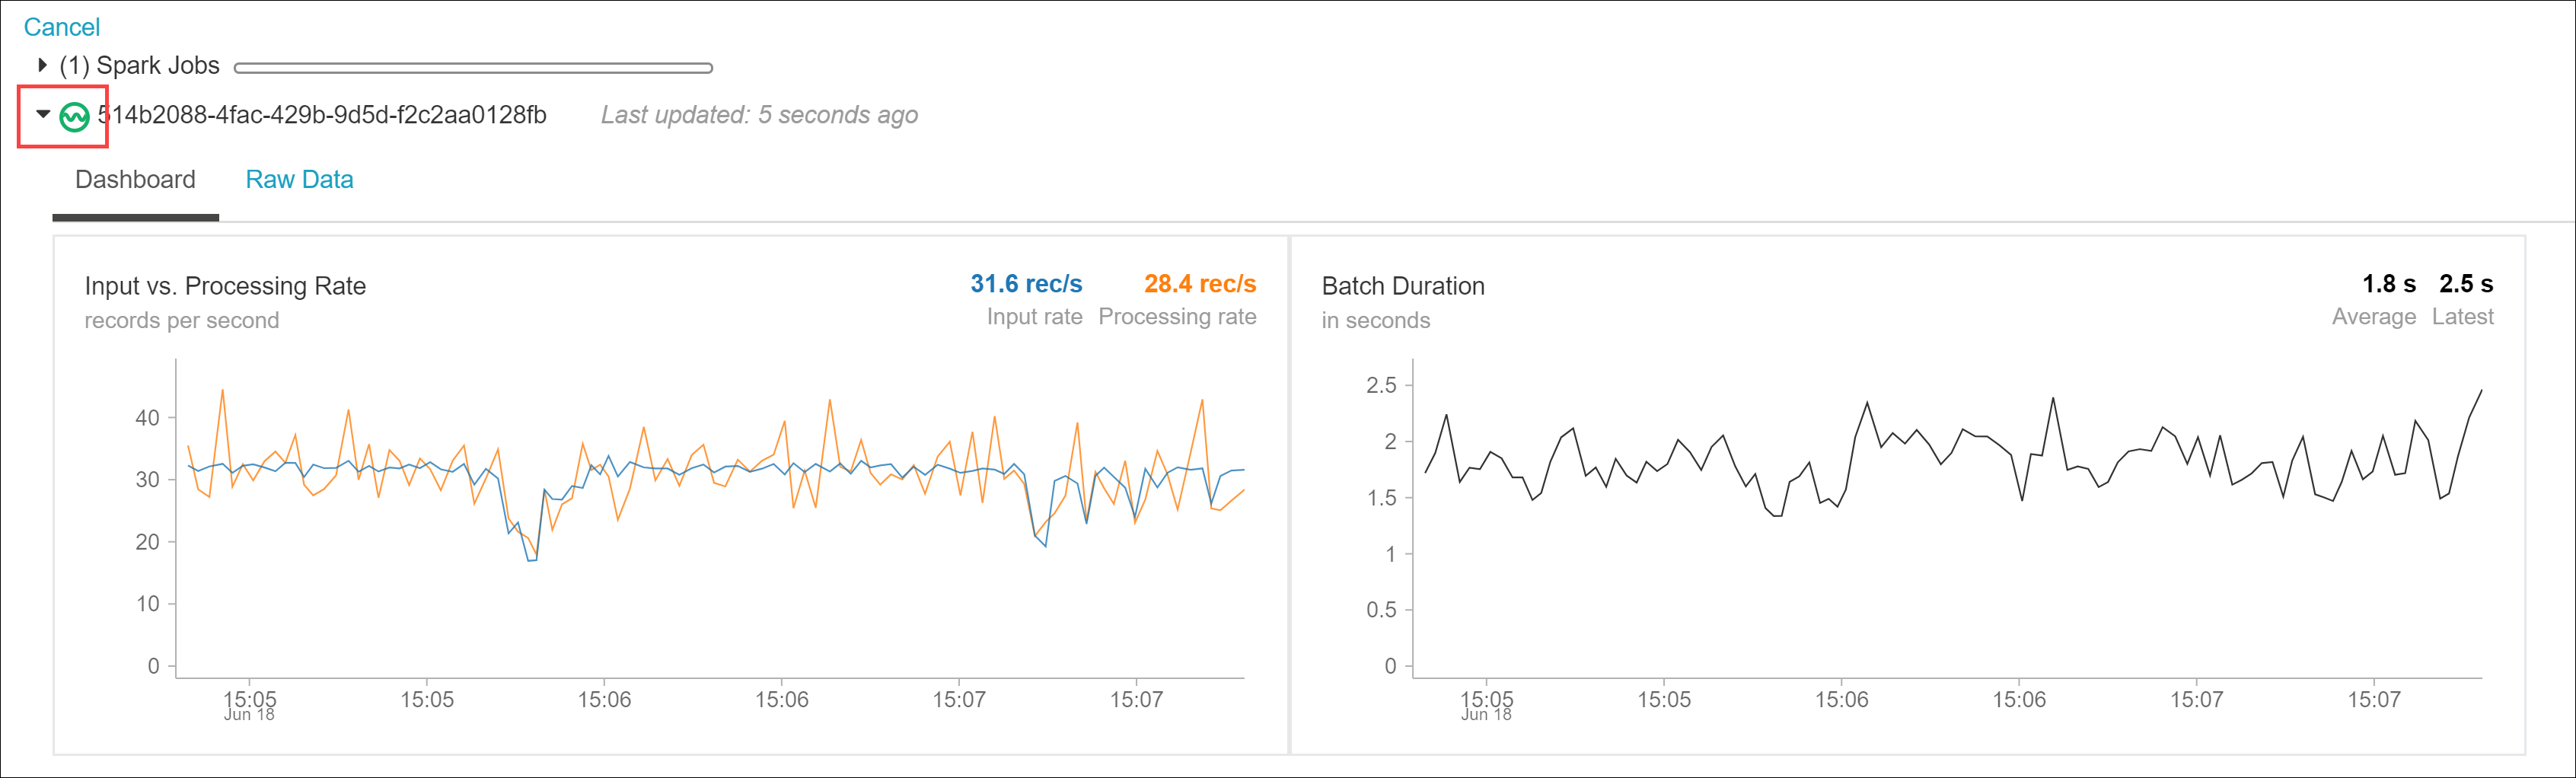 Cancel
(1) Spark Jobs
514b2088-4fac-429b-9d5d-f2c2aa0128fb Last updated: 5 seconds ago
Dashboard Raw Data
Input vs. Processing Rate
records per second
31.6 rec/s 28.4 rec/s
Input rate Processing rate
40
30
20
10
0
15:05 15:05 15:06 15:06 15:07 15:07
Jun 18
Batch Duration
in seconds
1.8 s 2.5 s
Average Latest
2.5
2
1.5
1
0.5
0
15:05 15:05 15:06 15:06 15:07 15:07
Jun 18